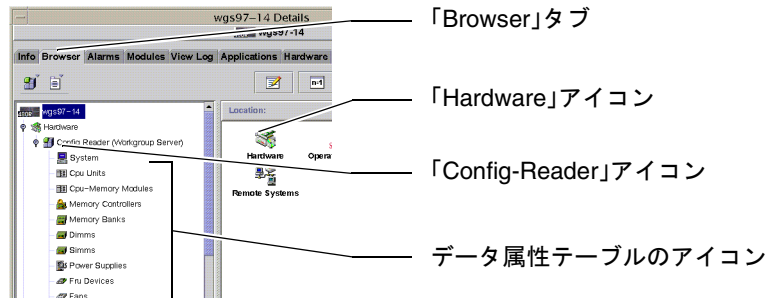 wgs97-14 Details
wgs97-14
Info Browser Alarms Modules View Log Applications Hardware
n-1
wgs97-14
Hardware
Config Reader (Workgroup Server)
System
Cpu Units
Cpu-Memory Modules
Memory Controllers
Memory Banks
Dimms
Simms
Power Supplies
Fru Devices
Fans
Location:
Hardware
Opera
Remote Systems
「Browser」タブ
「Hardware」アイコン
「Config-Reader」アイコン
データ属性テーブルのアイコン